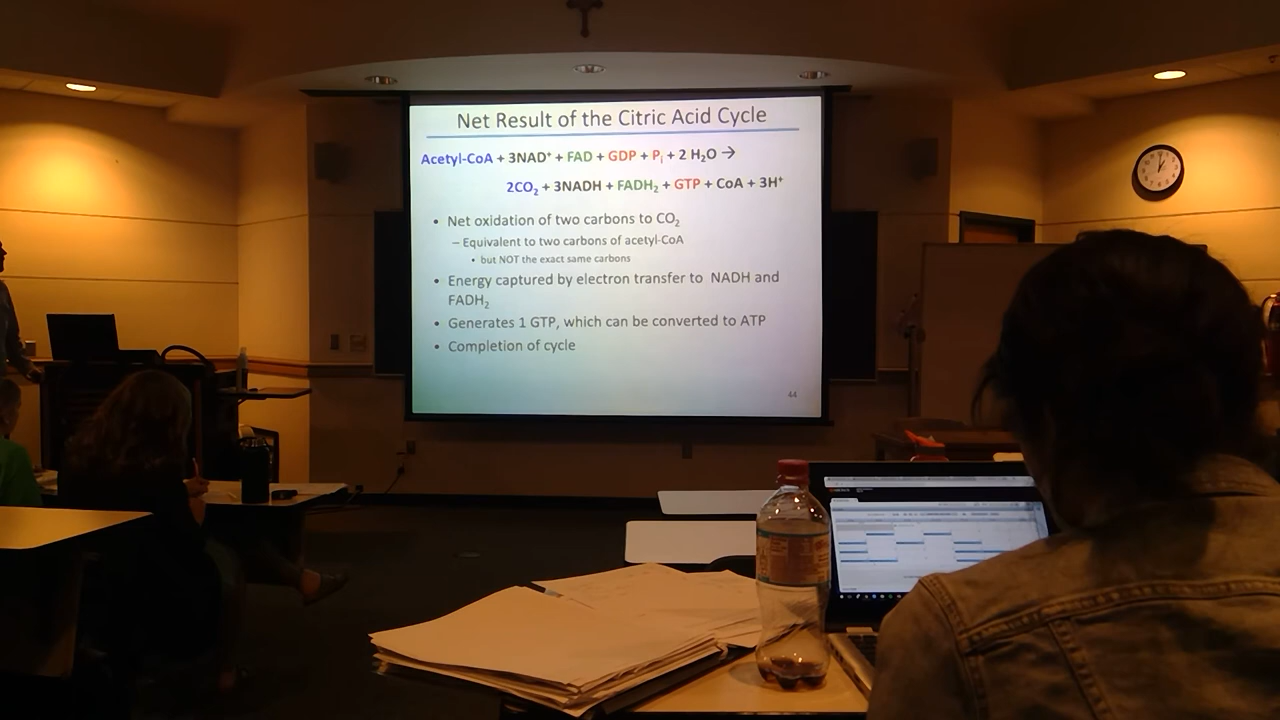 Net Result of the Citric Acid Cycle
Acetyl-CoA + 3NAD⁺ + FAD + GDP + Pᵢ + 2 H₂O →
2CO₂ + 3NADH + FADH₂ + GTP + CoA + 3H⁺
• Net oxidation of two carbons to CO₂
– Equivalent to two carbons of acetyl-CoA
• but NOT the exact same carbons
• Energy captured by electron transfer to NADH and
FADH₂
• Generates 1 GTP, which can be converted to ATP
• Completion of cycle
44